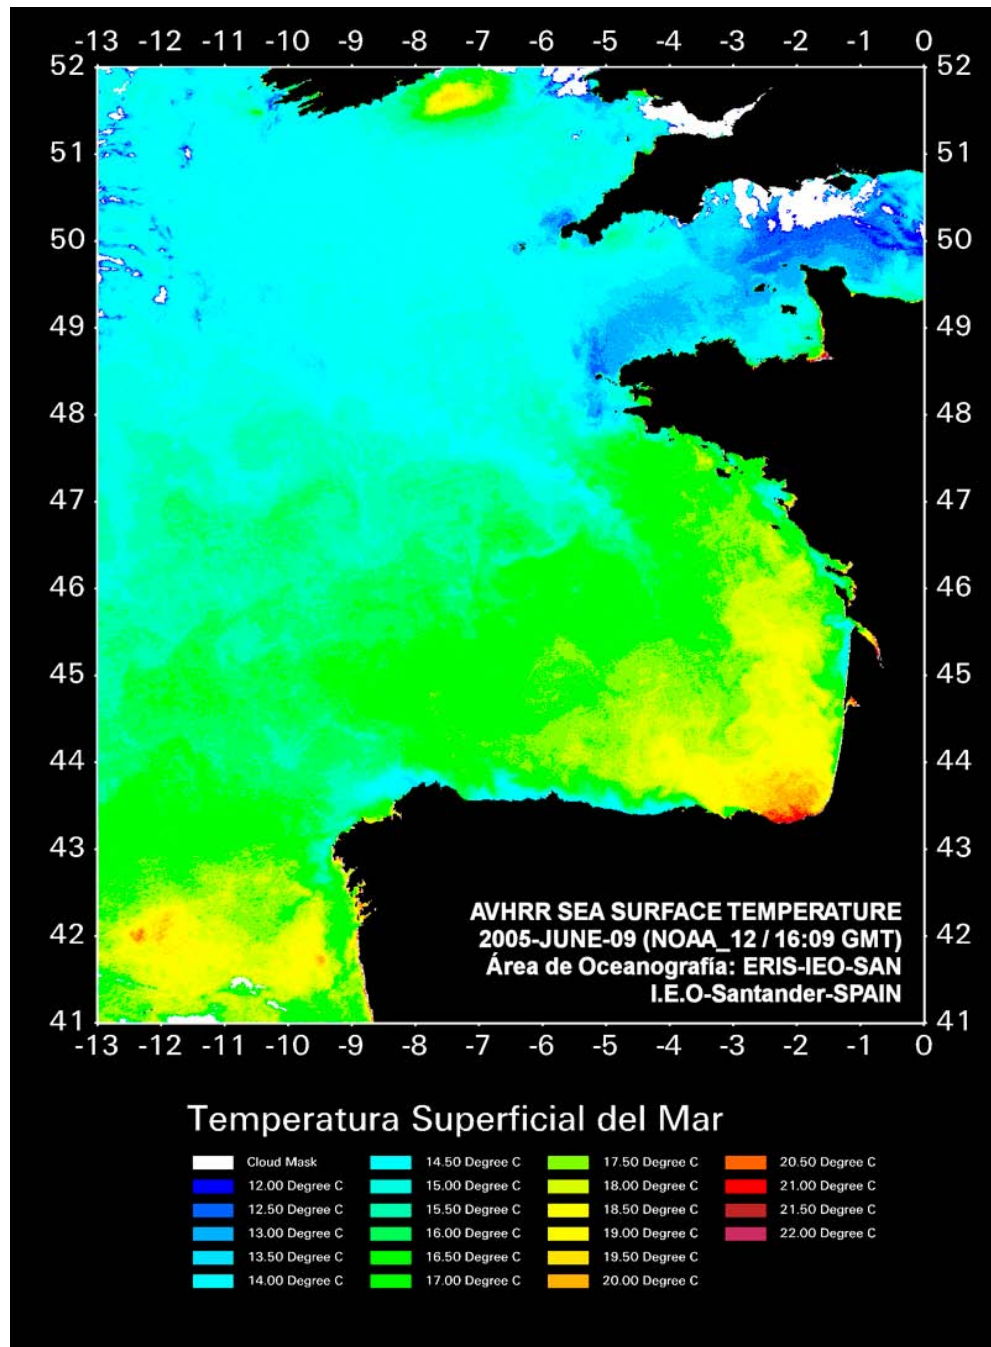 -13 -12 -11 -10 -9 -8 -7 -6 -5 -4 -3 -2 -1 0
52 52
51 51
50 50
49 49
48 48
47 47
46 46
45 45
44 44
43 43
42 42
41 41
AVHRR SEA SURFACE TEMPERATURE
2005-JUNE-09 (NOAA_12 / 16:09 GMT)
Área de Oceanografía: ERIS-IEO-SAN
I.E.O-Santander-SPAIN
-13 -12 -11 -10 -9 -8 -7 -6 -5 -4 -3 -2 -1 0
Temperatura Superficial del Mar
Cloud Mask 14.50 Degree C 17.50 Degree C 20.50 Degree C
12.00 Degree C 15.00 Degree C 18.00 Degree C 21.00 Degree C
12.50 Degree C 15.50 Degree C 18.50 Degree C 21.50 Degree C
13.00 Degree C 16.00 Degree C 19.00 Degree C 22.00 Degree C
13.50 Degree C 16.50 Degree C 19.50 Degree C
14.00 Degree C 17.00 Degree C 20.00 Degree C